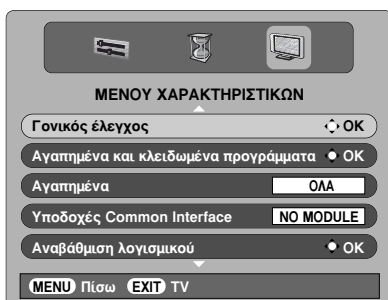 ΜΕΝΟΥ ΧΑΡΑΚΤΗΡΙΣΤΙΚΩΝ
Γονικός έλεγχος OK
Αγαπημένα και κλειδωμένα προγράμματα OK
Αγαπημένα ΟΛΑ
Υποδοχές Common Interface NO MODULE
Αναβάθμιση λογισμικού OK
MENU Πίσω EXIT TV